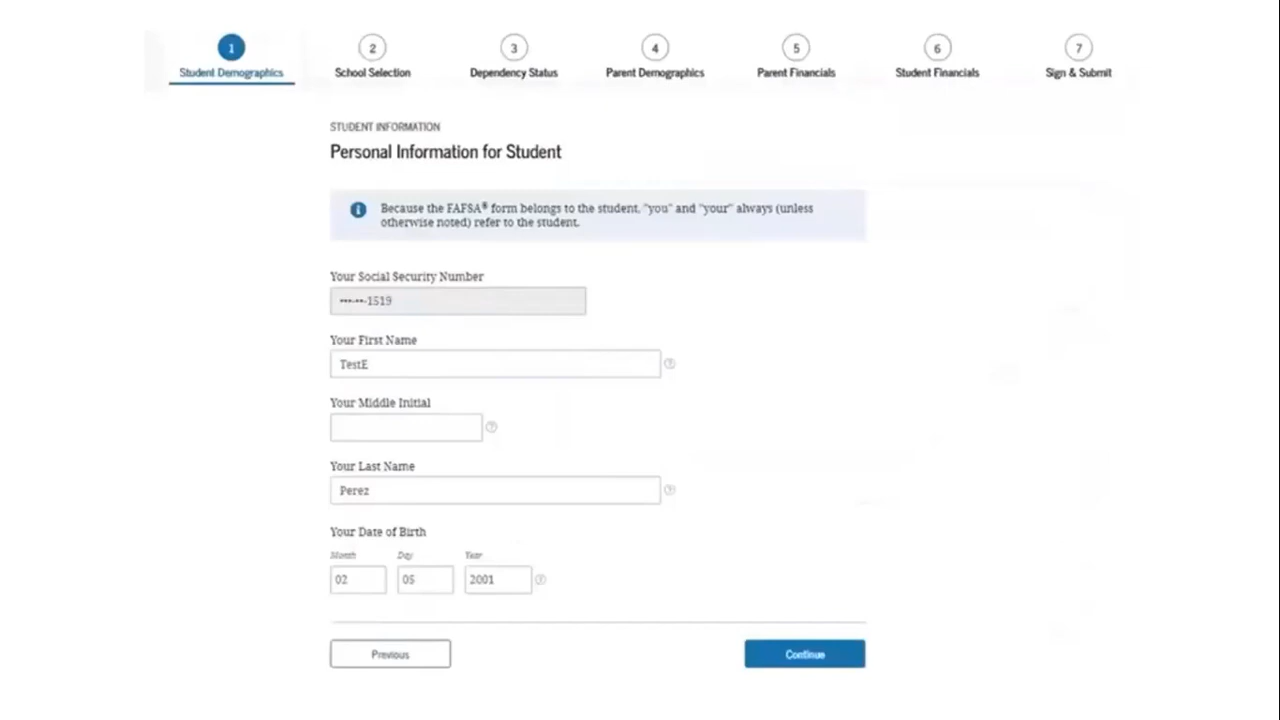 1
Student Demographics
2
School Selection
3
Dependency Status
4
Parent Demographics
5
Parent Financials
6
Student Financials
7
Sign & Submit
STUDENT INFORMATION
Personal Information for Student
Because the FAFSA® form belongs to the student, "you" and "your" always (unless
otherwise noted) refer to the student.
Your Social Security Number
•••-••-1519
Your First Name
TestE
Your Middle Initial
Your Last Name
Perez
Your Date of Birth
Month Day Year
02 05 2001
Previous Continue